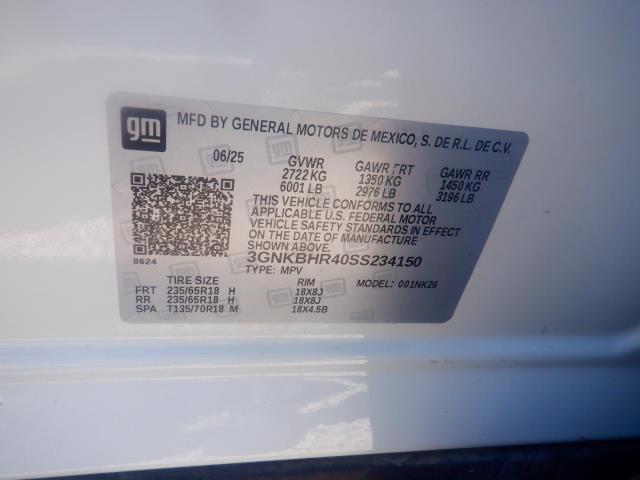 gm
MFD BY GENERAL MOTORS DE MEXICO, S. DE R.L. DE C.V.
06/25 GVWR GAWR FRT GAWR RR
2722 KG 1350 KG 1450 KG
6001 LB 2976 LB 3196 LB
THIS VEHICLE CONFORMS TO ALL
APPLICABLE U.S. FEDERAL MOTOR
VEHICLE SAFETY STANDARDS IN EFFECT
ON THE DATE OF MANUFACTURE
SHOWN ABOVE.
8624 3GNKBHR40SS234150
TYPE: MPV MODEL: 001NK26
TIRE SIZE RIM
FRT 235/65R18 H 18X8J
RR 235/65R18 H 18X8J
SPA T135/70R18 M 18X4.5B